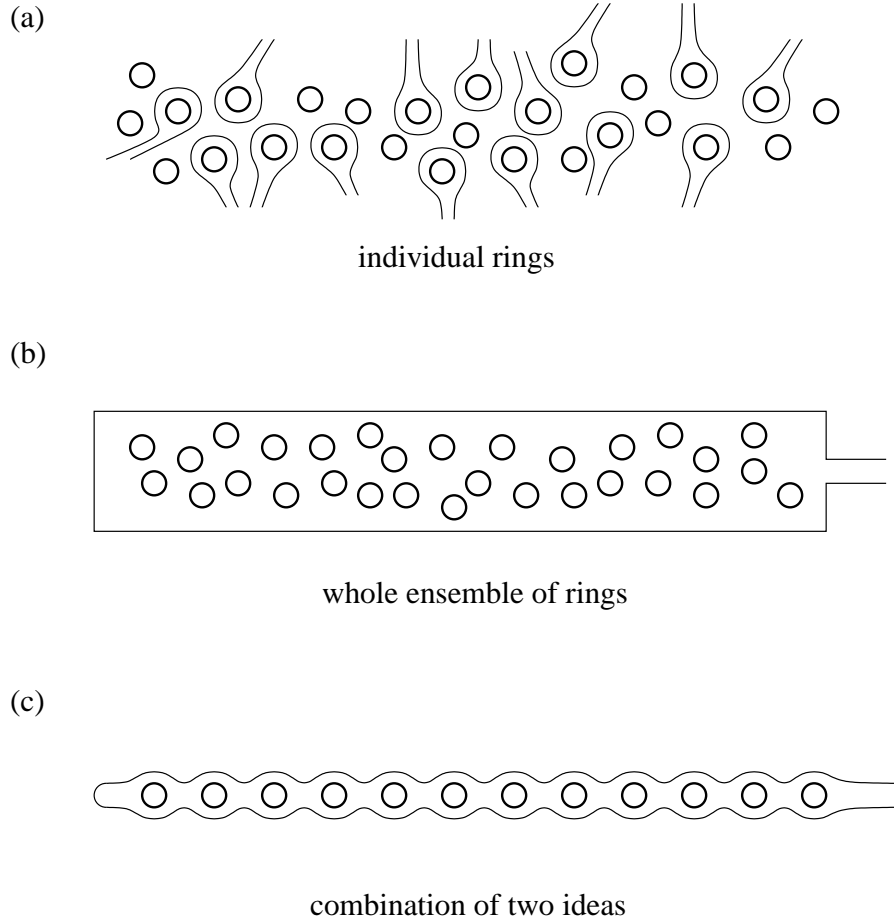 (a)
individual rings
(b)
whole ensemble of rings
(c)
combination of two ideas